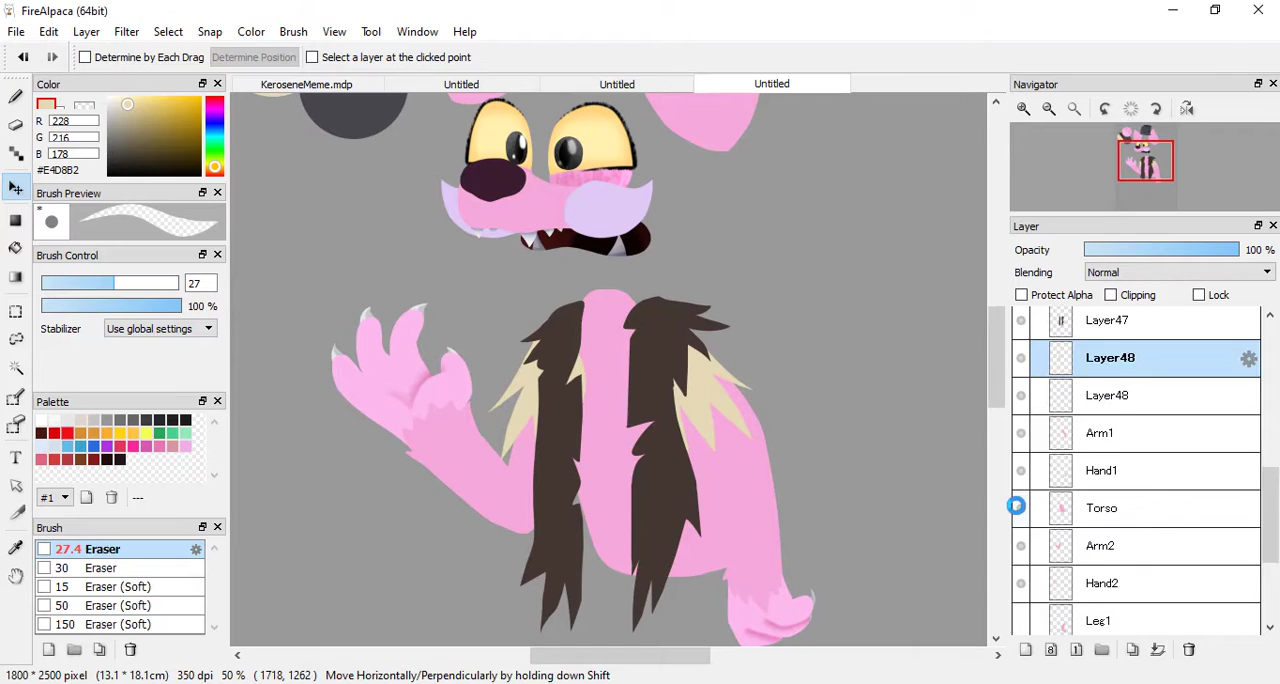 FireAlpaca (64bit)
File Edit Layer Filter Select Snap Color Brush View Tool Window Help
Determine by Each Drag Determine Position Select a layer at the clicked point
Color
R 228
G 216
B 178
#E4D8B2
Brush Preview
*
Brush Control
27
100 %
Stabilizer Use global settings
Palette
#1 ---
Brush
27.4 Eraser
30 Eraser
15 Eraser (Soft)
50 Eraser (Soft)
150 Eraser (Soft)
KeroseneMeme.mdp Untitled Untitled Untitled
Navigator
Layer
Opacity 100 %
Blending Normal
Protect Alpha Clipping Lock
Layer47
Layer48
Layer48
Arm1
Hand1
Torso
Arm2
Hand2
Leg1
1800 * 2500 pixel (13.1 * 18.1cm) 350 dpi 50 % ( 1718, 1262 ) Move Horizontally/Perpendicularly by holding down Shift